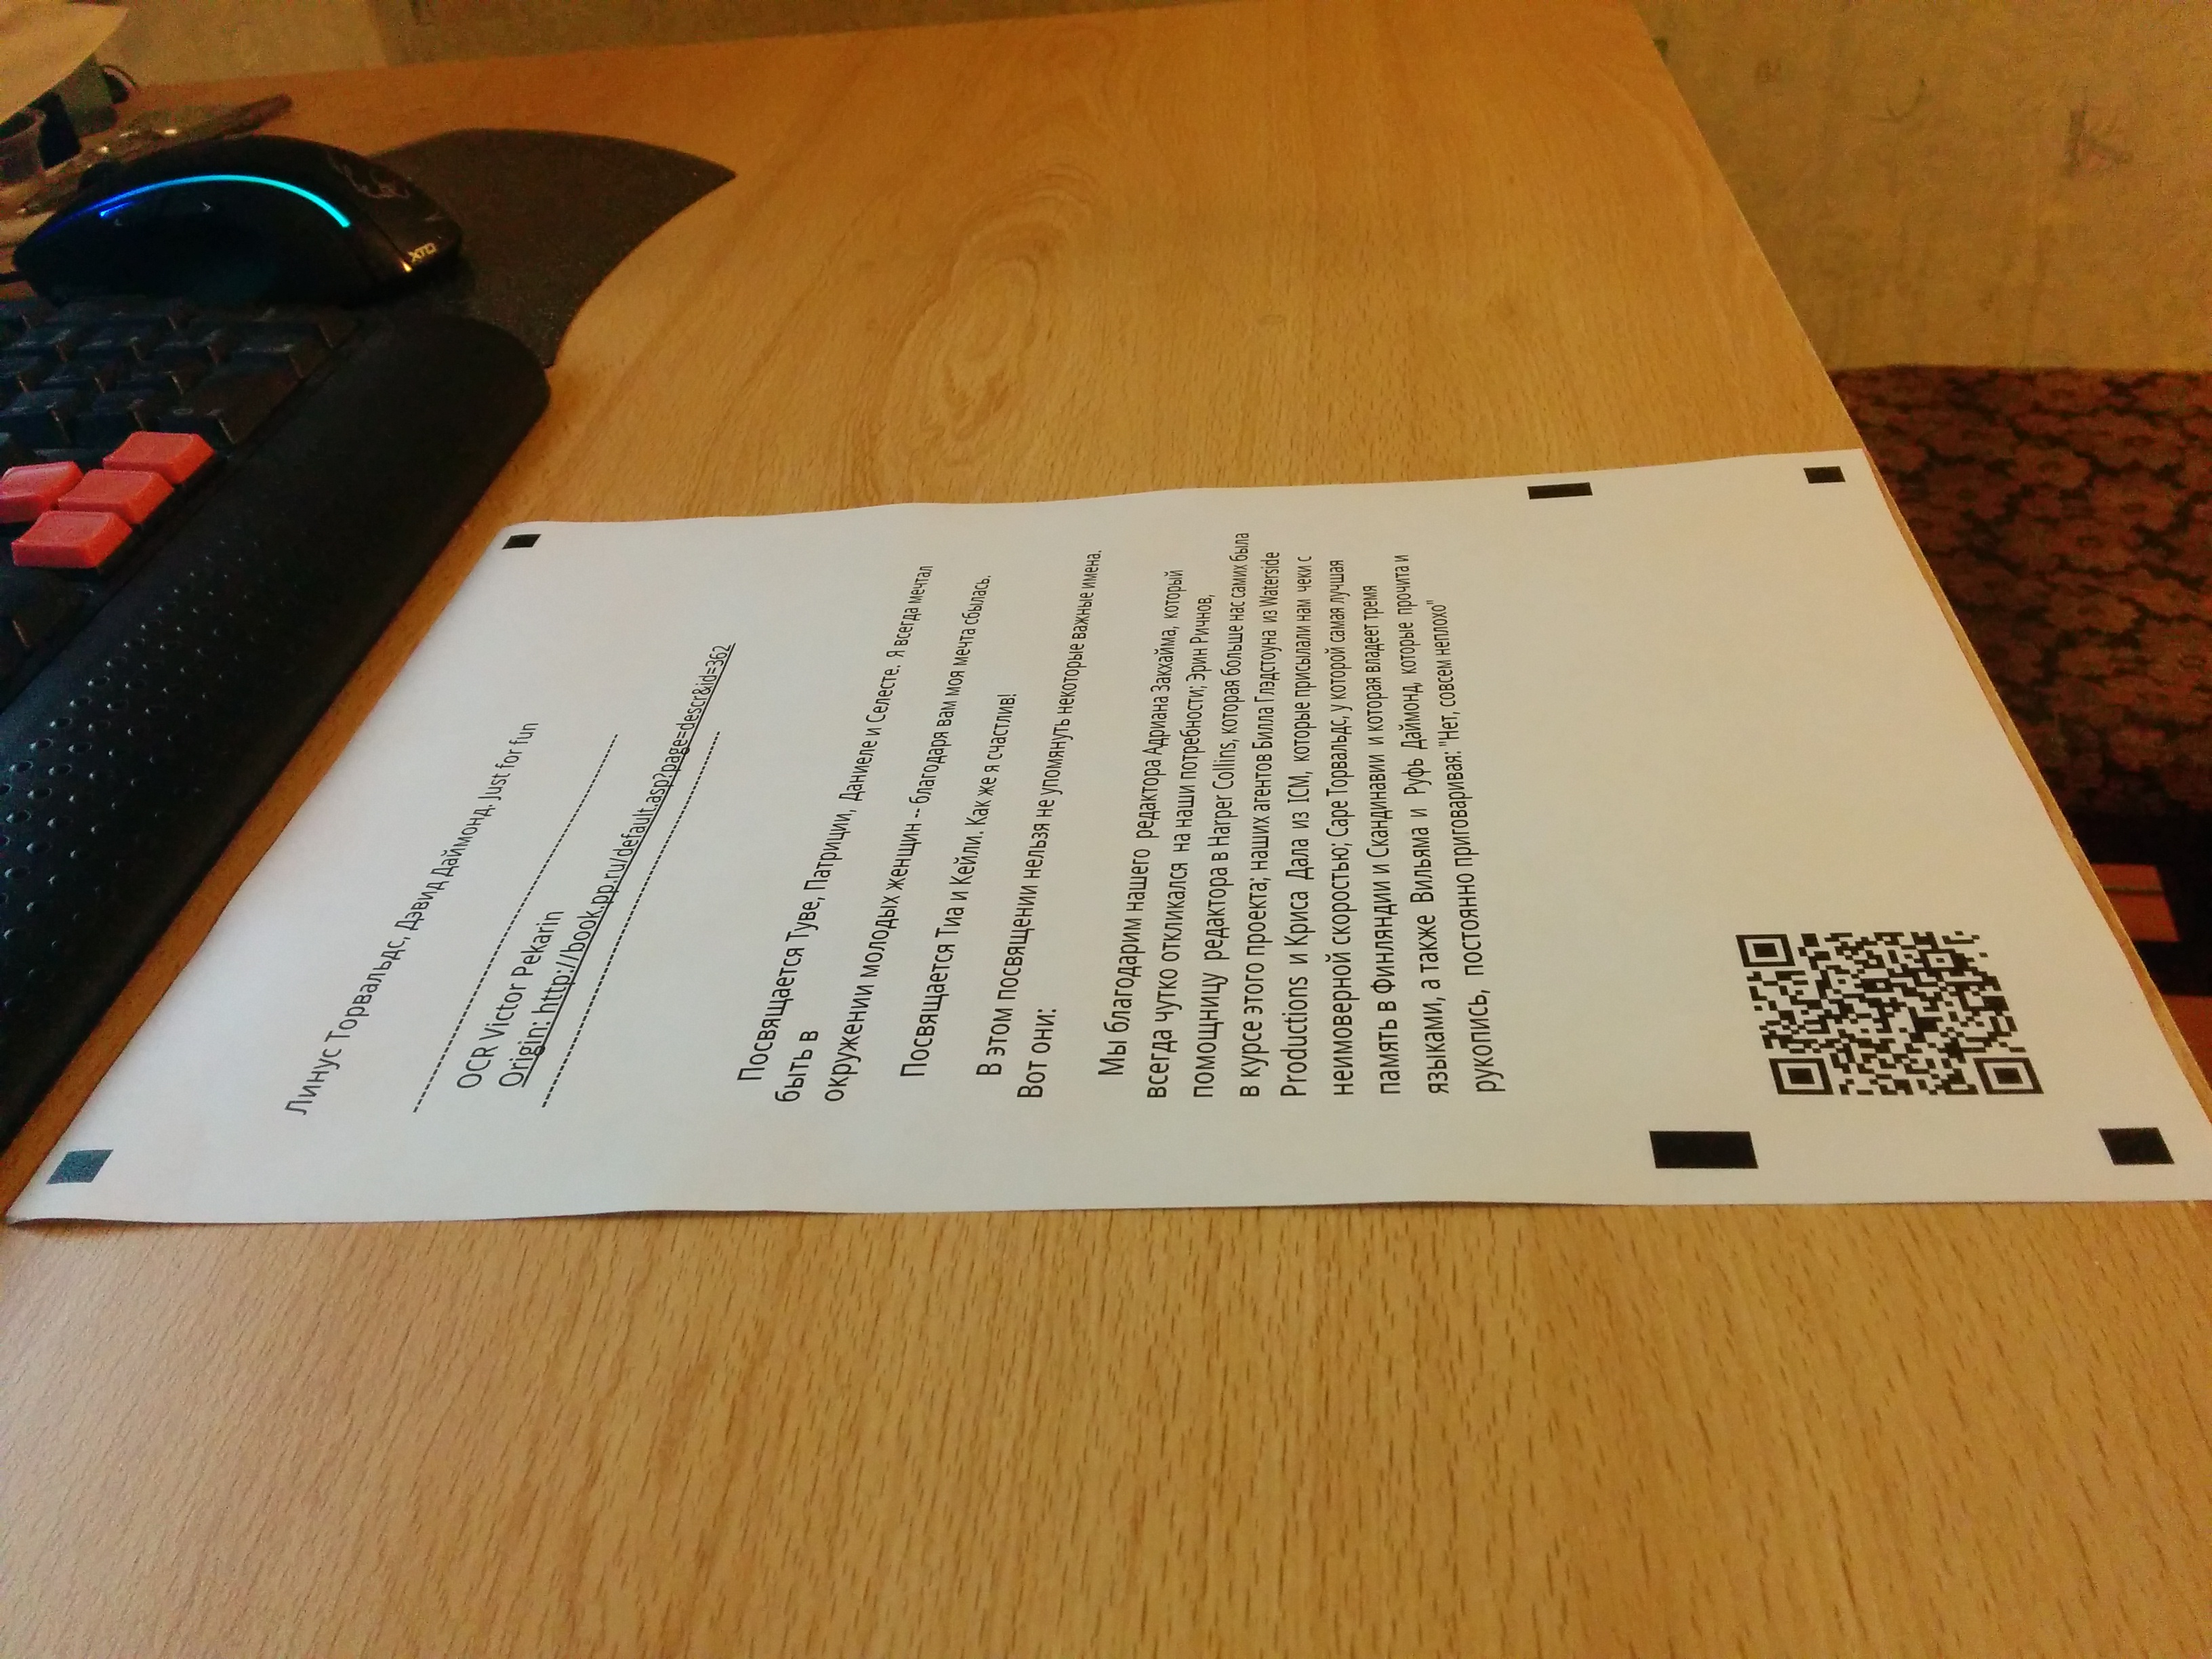 Линус Торвальдс, Дэвид Даймонд. Just for fun
---------------------------------------------------------------
OCR Victor Pekarin
Origin: http://book.pp.ru/default.asp?page=descr&id=362
---------------------------------------------------------------
Посвящается Туве, Патриции, Даниеле и Селесте. Я всегда мечтал
быть в
окружении молодых женщин -- благодаря вам моя мечта сбылась.
Посвящается Тиа и Кейли. Как же я счастлив!
В этом посвящении нельзя не упомянуть некоторые важные имена.
Вот они:
Мы благодарим нашего редактора Адриана Закхайма, который
всегда чутко откликался на наши потребности; Эрин Ричнов,
помощницу редактора в Harper Collins, которая больше нас самих была
в курсе этого проекта; наших агентов Билла Глэдстоуна из Waterside
Productions и Криса Дала из ICM, которые присылали нам чеки с
неимоверной скоростью; Саре Торвальдс, у которой самая лучшая
память в Финляндии и Скандинавии и которая владеет тремя
языками, а также Вильяма и Руфь Даймонд, которые прочита и
рукопись, постоянно приговаривая: "Нет, совсем неплохо"